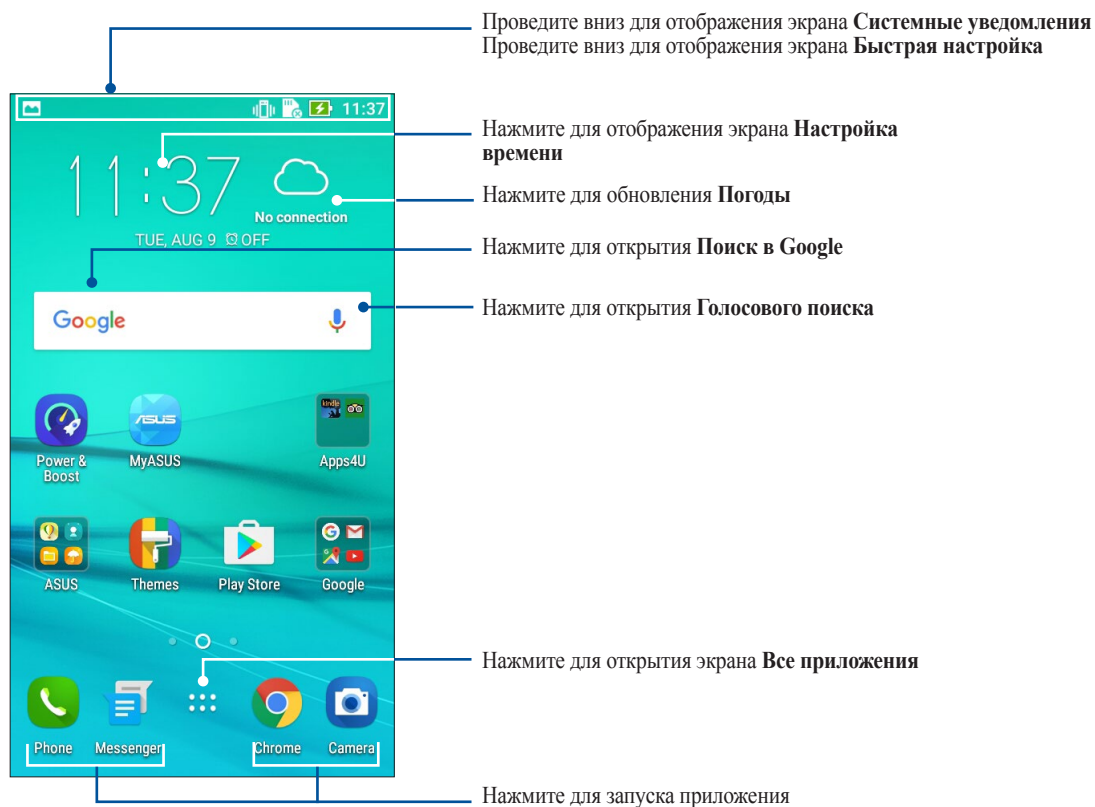 Проведите вниз для отображения экрана Системные уведомления
Проведите вниз для отображения экрана Быстрая настройка
11:37
Нажмите для отображения экрана Настройка
времени
11:37
Нажмите для обновления Погоды
No connection
TUE, AUG 9 OFF
Нажмите для открытия Поиск в Google
Google
Нажмите для открытия Голосового поиска
kindle
/SUS
Power &
Boost
MyASUS
Apps4U
G
ASUS
Themes
Play Store
Google
Нажмите для открытия экрана Все приложения
Phone
Messenger
Chrome
Camera
Нажмите для запуска приложения